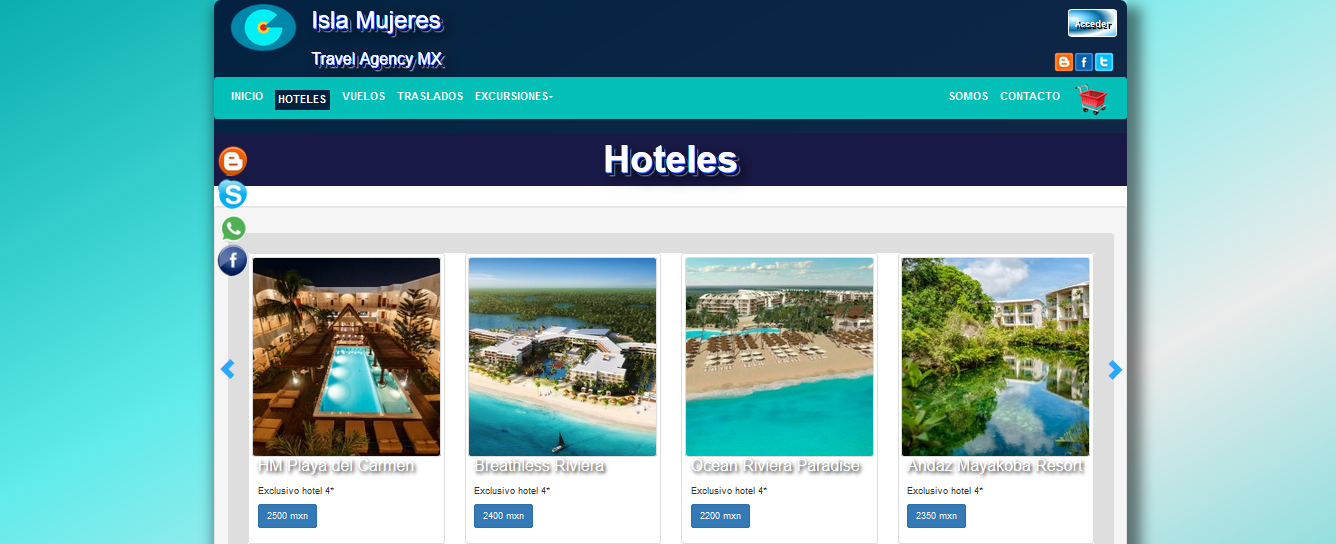 Isla Mujeres
Travel Agency MX
Acceder
INICIO HOTELES VUELOS TRASLADOS EXCURSIONES SOMOS CONTACTO
Hoteles
HM Playa del Carmen
Exclusivo hotel 4*
2500 mxn
Breathless Riviera
Exclusivo hotel 4*
2400 mxn
Ocean Riviera Paradise
Exclusivo hotel 4*
2200 mxn
Andaz Mayakoba Resort
Exclusivo hotel 4*
2350 mxn